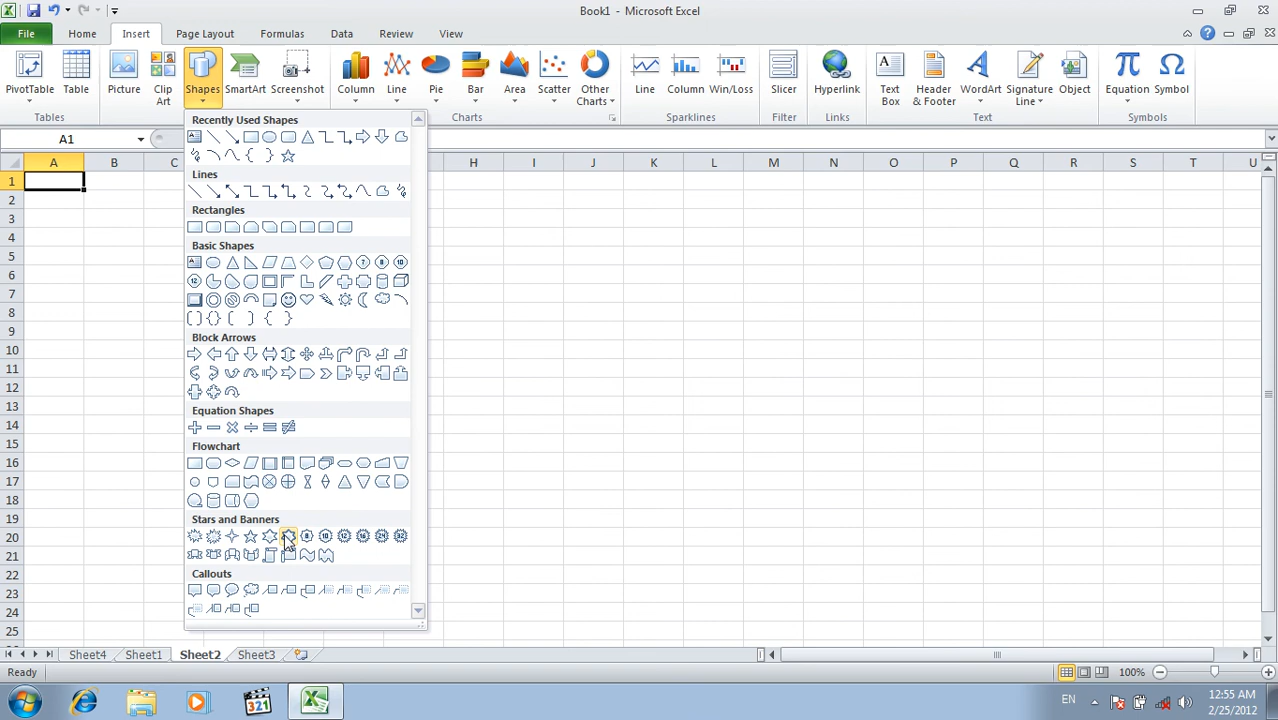 Book1 - Microsoft Excel
File Home Insert Page Layout Formulas Data Review View
PivotTable Table Picture Clip Art Shapes SmartArt Screenshot Column Line Pie Bar Area Scatter Other Charts Line Column Win/Loss Slicer Hyperlink Text Box Header & Footer WordArt Signature Line Object Equation Symbol
Tables Charts Sparklines Filter Links Text Symbols
A1
A B C H I J K L M N O P Q R S T U
Recently Used Shapes
Lines
Rectangles
Basic Shapes
Block Arrows
Equation Shapes
Flowchart
Stars and Banners
Callouts
1
2
3
4
5
6
7
8
9
10
11
12
13
14
15
16
17
18
19
20
21
22
23
24
25
Sheet4 Sheet1 Sheet2 Sheet3
Ready 100%
EN 12:55 AM
2/25/2012